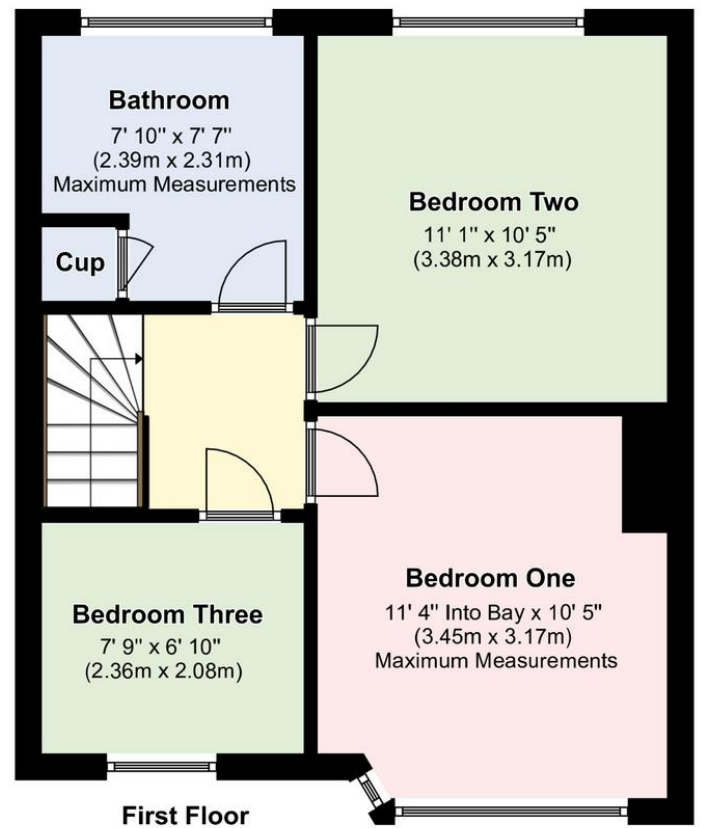 Bathroom
7' 10" x 7' 7"
(2.39m x 2.31m)
Maximum Measurements
Bedroom Two
11' 1" x 10' 5"
(3.38m x 3.17m)
Cup
Bedroom One
11' 4" Into Bay x 10' 5"
(3.45m x 3.17m)
Maximum Measurements
Bedroom Three
7' 9" x 6' 10"
(2.36m x 2.08m)
First Floor